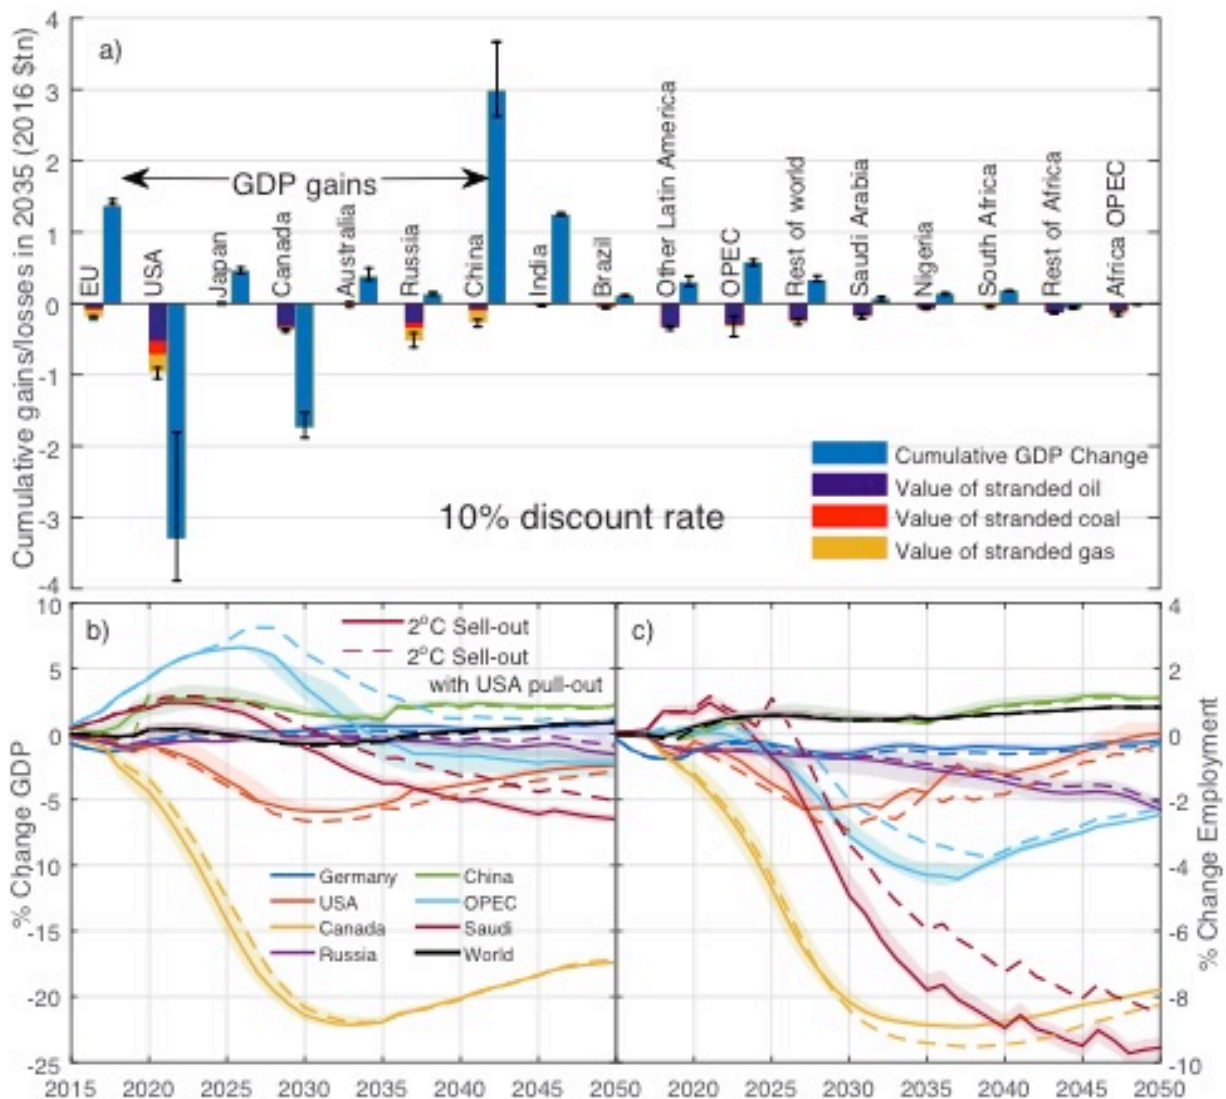 a)
Cumulative gains/losses in 2035 (2016 $tn)
4
3
2
1
0
-1
-2
-3
-4
GDP gains
EU
USA
Japan
Canada
Australia
Russia
China
India
Brazil
Other Latin America
OPEC
Rest of world
Saudi Arabia
Nigeria
South Africa
Rest of Africa
Africa OPEC
10% discount rate
Cumulative GDP Change
Value of stranded oil
Value of stranded coal
Value of stranded gas
b)
% Change GDP
10
5
0
-5
-10
-15
-20
-25
2°C Sell-out
2°C Sell-out
with USA pull-out
Germany
USA
Canada
Russia
China
OPEC
Saudi
World
2015 2020 2025 2030 2035 2040 2045 2050
c)
4
2
0
-2
-4
-6
-8
-10
% Change Employment
2020 2025 2030 2035 2040 2045 2050